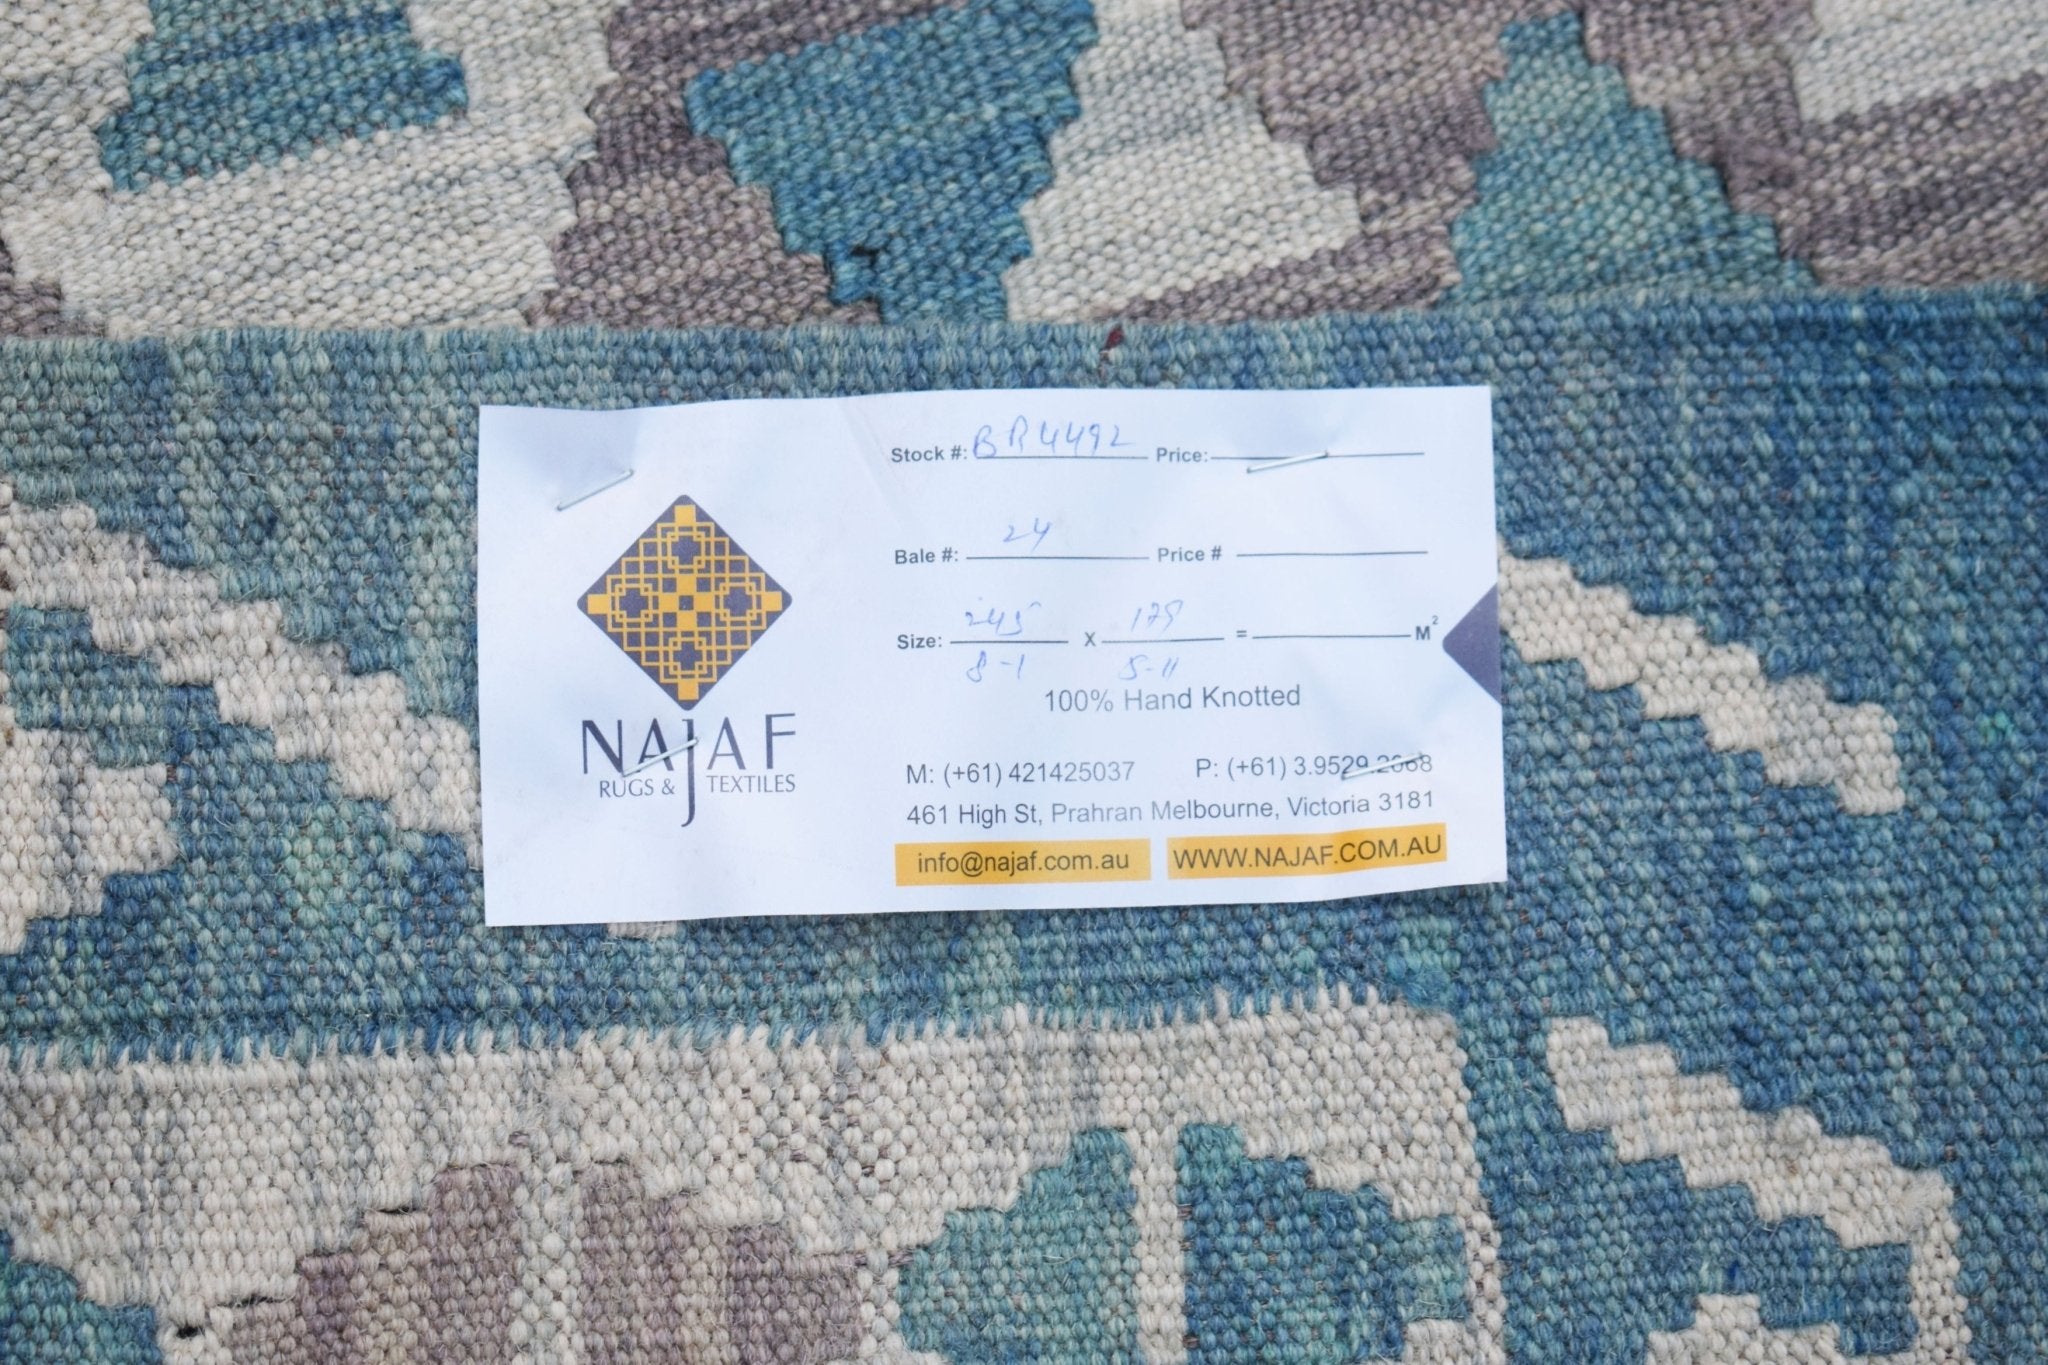 Stock #: BR4492 Price:
Bale #: 24 Price #
Size: 245 X 179 = M²
8-1 5-11
100% Hand Knotted
NAJAF
RUGS & TEXTILES
M: (+61) 421425037 P: (+61) 3.9529.2068
461 High St, Prahran Melbourne, Victoria 3181
info@najaf.com.au WWW.NAJAF.COM.AU